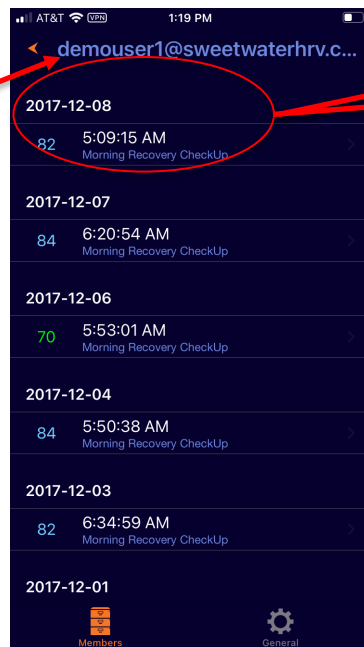 AT&T VPN 1:19 PM
demouser1@sweetwaterhrv.c...
2017-12-08
82 5:09:15 AM
Morning Recovery CheckUp
2017-12-07
84 6:20:54 AM
Morning Recovery CheckUp
2017-12-06
70 5:53:01 AM
Morning Recovery CheckUp
2017-12-04
84 5:50:38 AM
Morning Recovery CheckUp
2017-12-03
82 6:34:59 AM
Morning Recovery CheckUp
2017-12-01
Members General